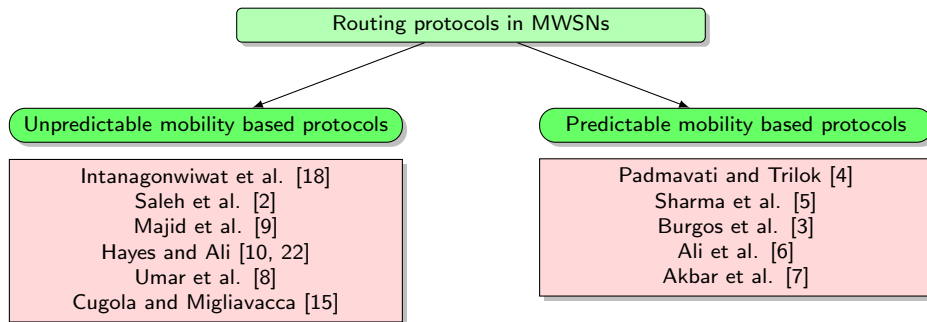 Routing protocols in MWSNs
Unpredictable mobility based protocols
Intanagonwiwat et al. [18]
Saleh et al. [2]
Majid et al. [9]
Hayes and Ali [10, 22]
Umar et al. [8]
Cugola and Migliavacca [15]
Predictable mobility based protocols
Padmavati and Trilok [4]
Sharma et al. [5]
Burgos et al. [3]
Ali et al. [6]
Akbar et al. [7]